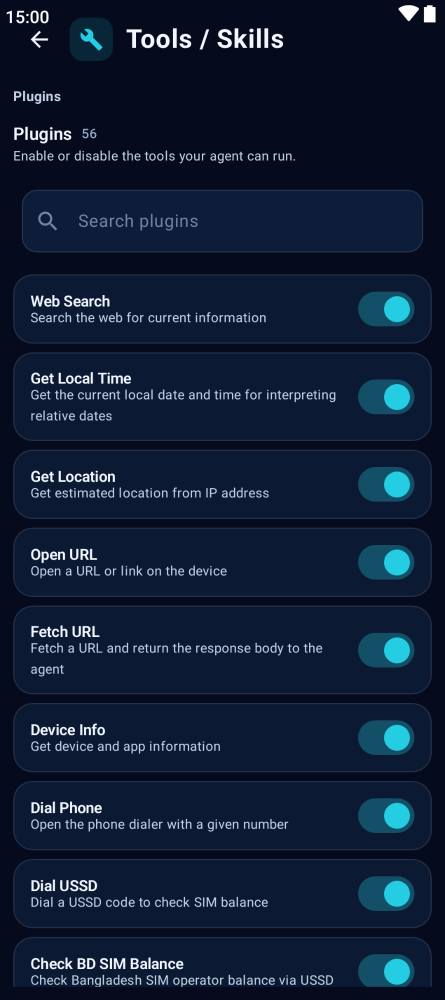 15:00
Tools / Skills
Plugins
Plugins 56
Enable or disable the tools your agent can run.
Search plugins
Web Search
Search the web for current information
Get Local Time
Get the current local date and time for interpreting
relative dates
Get Location
Get estimated location from IP address
Open URL
Open a URL or link on the device
Fetch URL
Fetch a URL and return the response body to the
agent
Device Info
Get device and app information
Dial Phone
Open the phone dialer with a given number
Dial USSD
Dial a USSD code to check SIM balance
Check BD SIM Balance
Check Bangladesh SIM operator balance via USSD